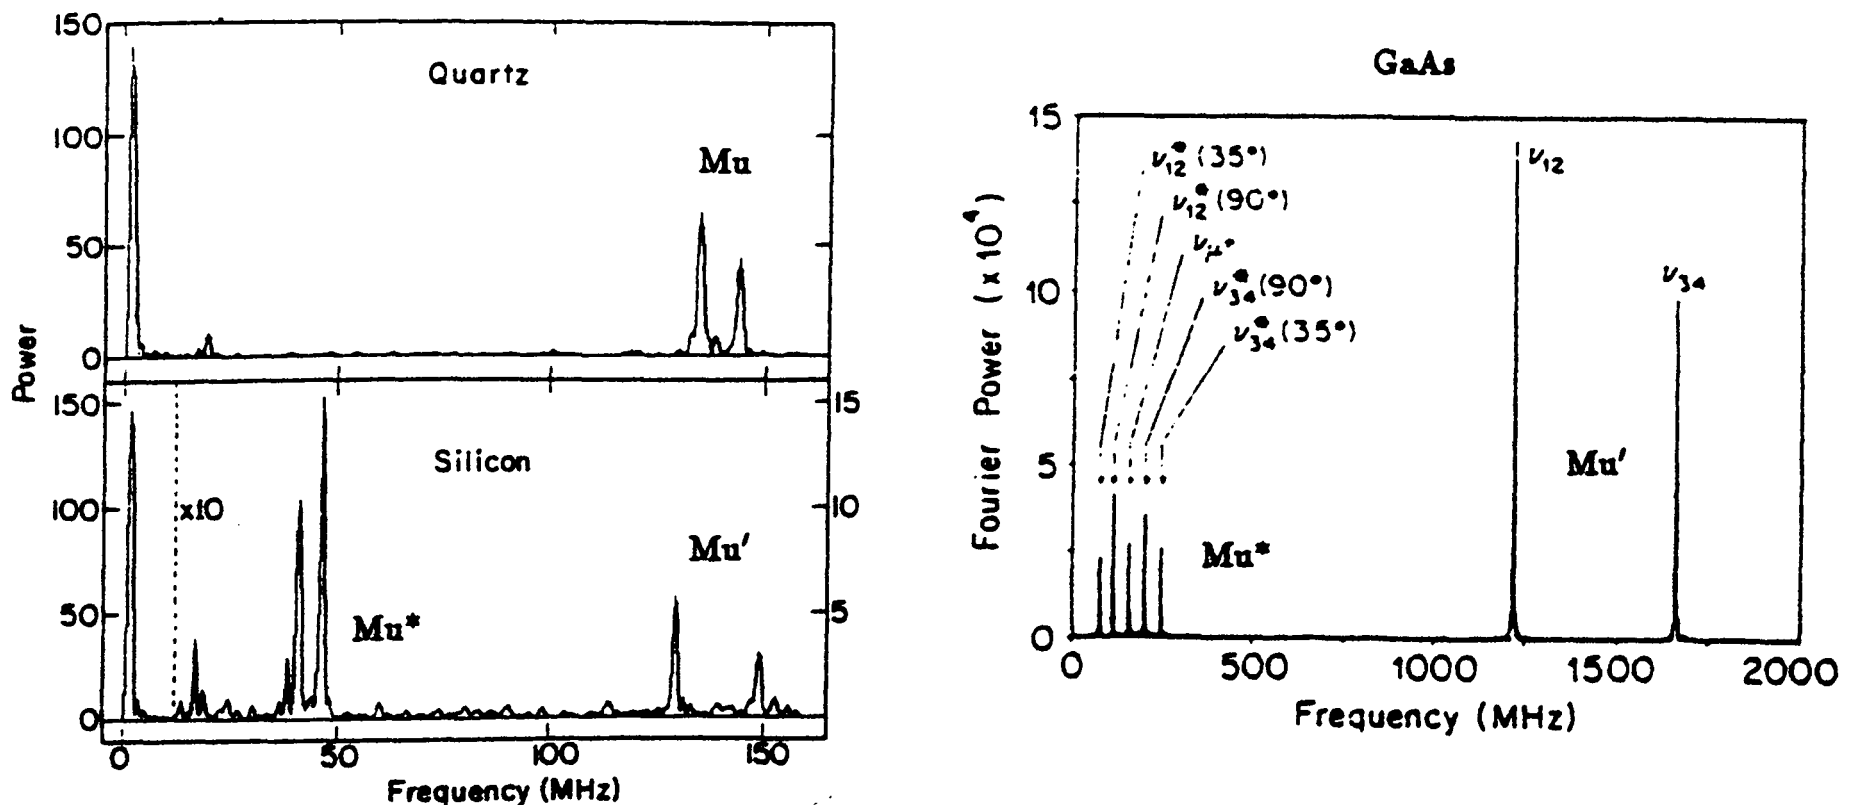 150
Quartz
100
Mu
50
0
Power
150
15
Silicon
100
x10
10
Mu'
50
5
Mu*
0
0
50
100
150
Frequency (MHz)
GaAs
15
ν12* (35°)
ν12
ν12* (90°)
νμ+
10
ν34* (90°)
ν34
ν34* (35°)
Fourier Power (x 10⁴)
5
Mu'
Mu*
0
0
500
1000
1500
2000
Frequency (MHz)